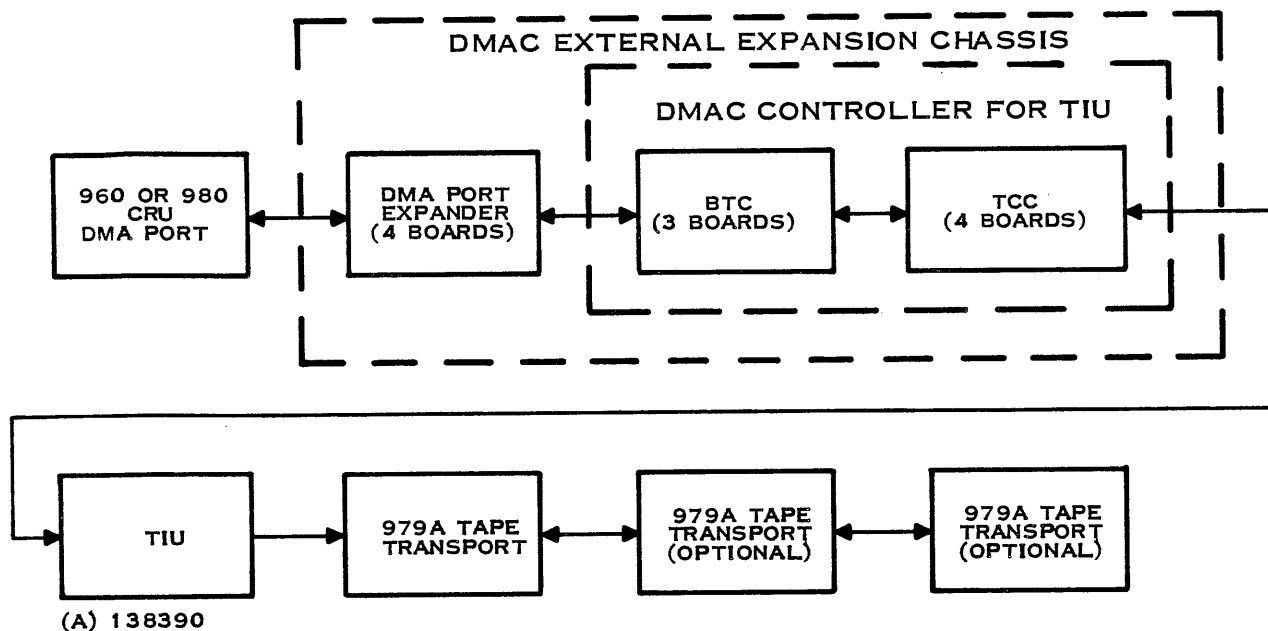 DMAC EXTERNAL EXPANSION CHASSIS
DMAC CONTROLLER FOR TIU
960 OR 980
CRU
DMA PORT
DMA PORT
EXPANDER
(4 BOARDS)
BTC
(3 BOARDS)
TCC
(4 BOARDS)
TIU
979A TAPE
TRANSPORT
979A TAPE
TRANSPORT
(OPTIONAL)
979A TAPE
TRANSPORT
(OPTIONAL)
(A) 138390